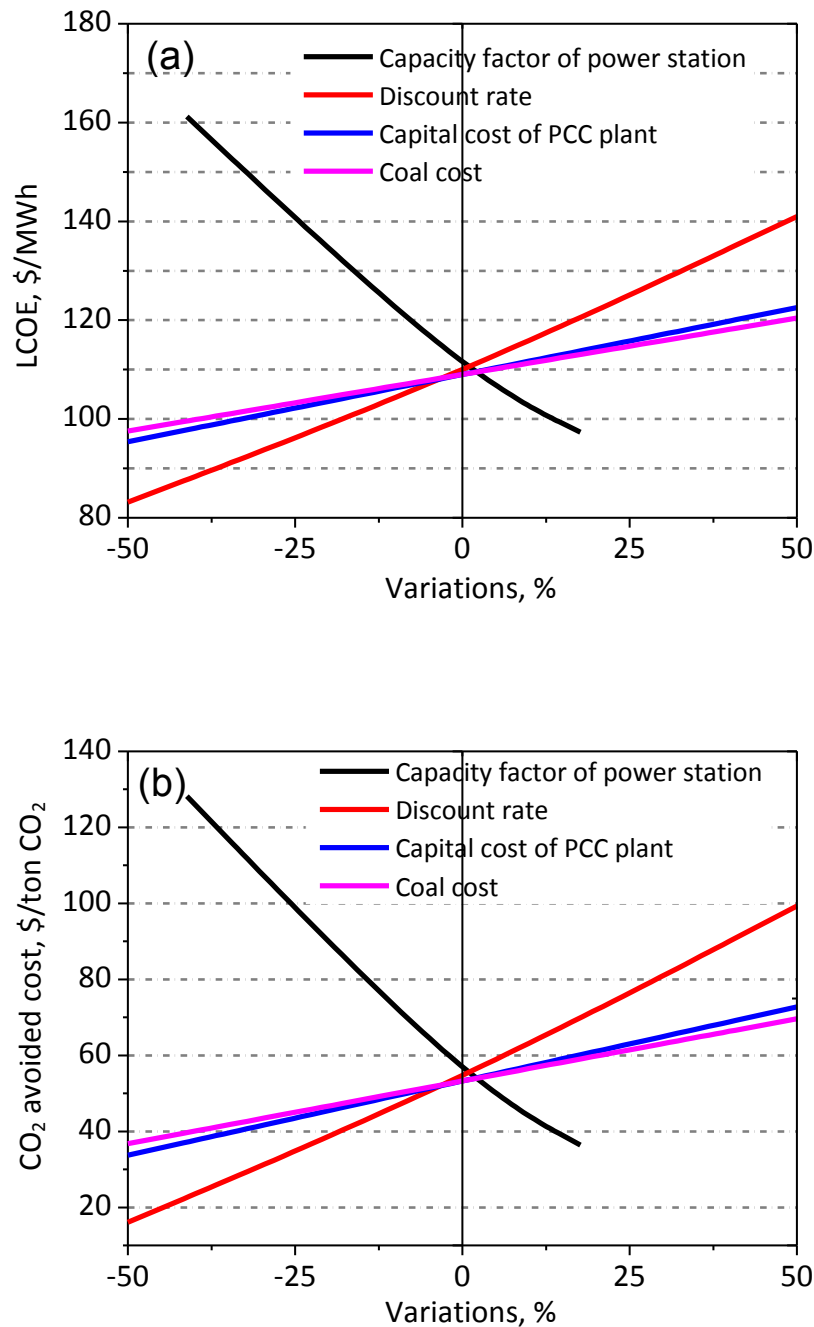 (a)
Capacity factor of power station
Discount rate
Capital cost of PCC plant
Coal cost
180
160
140
120
100
80
LCOE, $/MWh
-50 -25 0 25 50
Variations, %
(b)
Capacity factor of power station
Discount rate
Capital cost of PCC plant
Coal cost
140
120
100
80
60
40
20
CO₂ avoided cost, $/ton CO₂
-50 -25 0 25 50
Variations, %